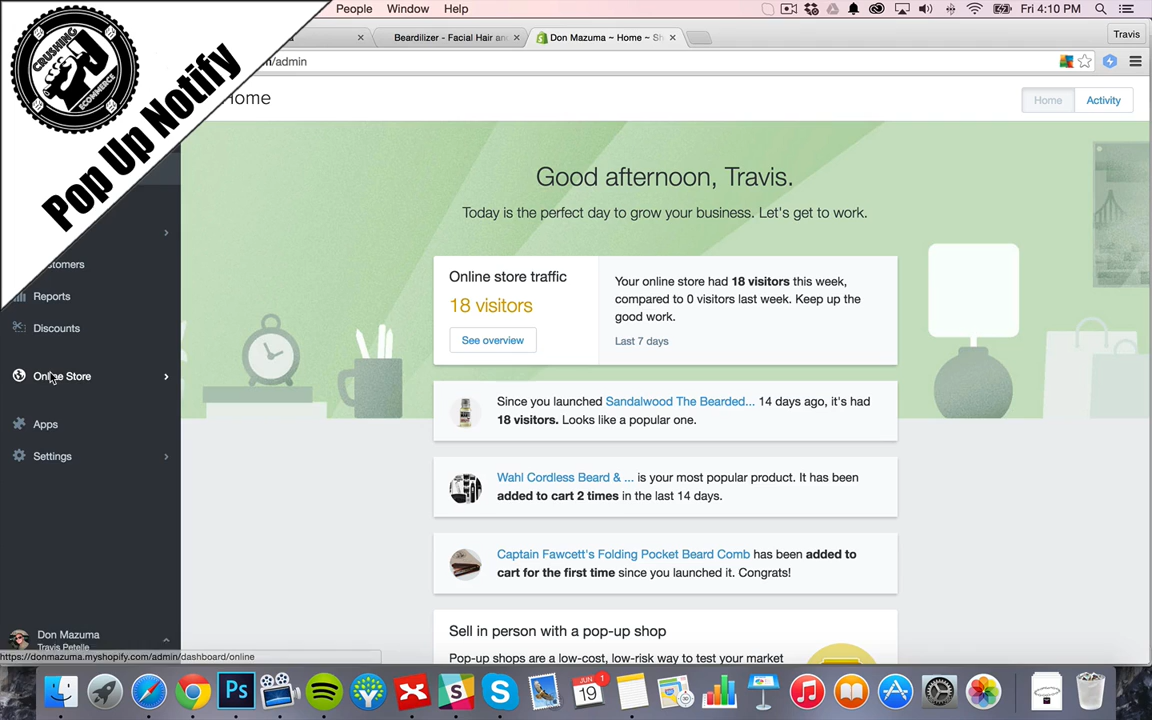 People Window Help
Fri 4:10 PM
Beardilizer - Facial Hair an
Don Mazuma ~ Home ~ Sh
Travis
/admin
CRUSHING
ECOMMERCE
Pop Up Notify
Home
Home
Activity
Good afternoon, Travis.
Today is the perfect day to grow your business. Let's get to work.
Reports
Discounts
Online Store
Apps
Settings
Online store traffic
18 visitors
See overview
Your online store had 18 visitors this week,
compared to 0 visitors last week. Keep up the
good work.
Last 7 days
Since you launched Sandalwood The Bearded... 14 days ago, it's had
18 visitors. Looks like a popular one.
Wahl Cordless Beard & ... is your most popular product. It has been
added to cart 2 times in the last 14 days.
Captain Fawcett's Folding Pocket Beard Comb has been added to
cart for the first time since you launched it. Congrats!
Sell in person with a pop-up shop
Pop-up shops are a low-cost, low-risk way to test your market
Don Mazuma
Travis Petelle
https://donmazuma.myshopify.com/admin/dashboard/online
JUN
19
1